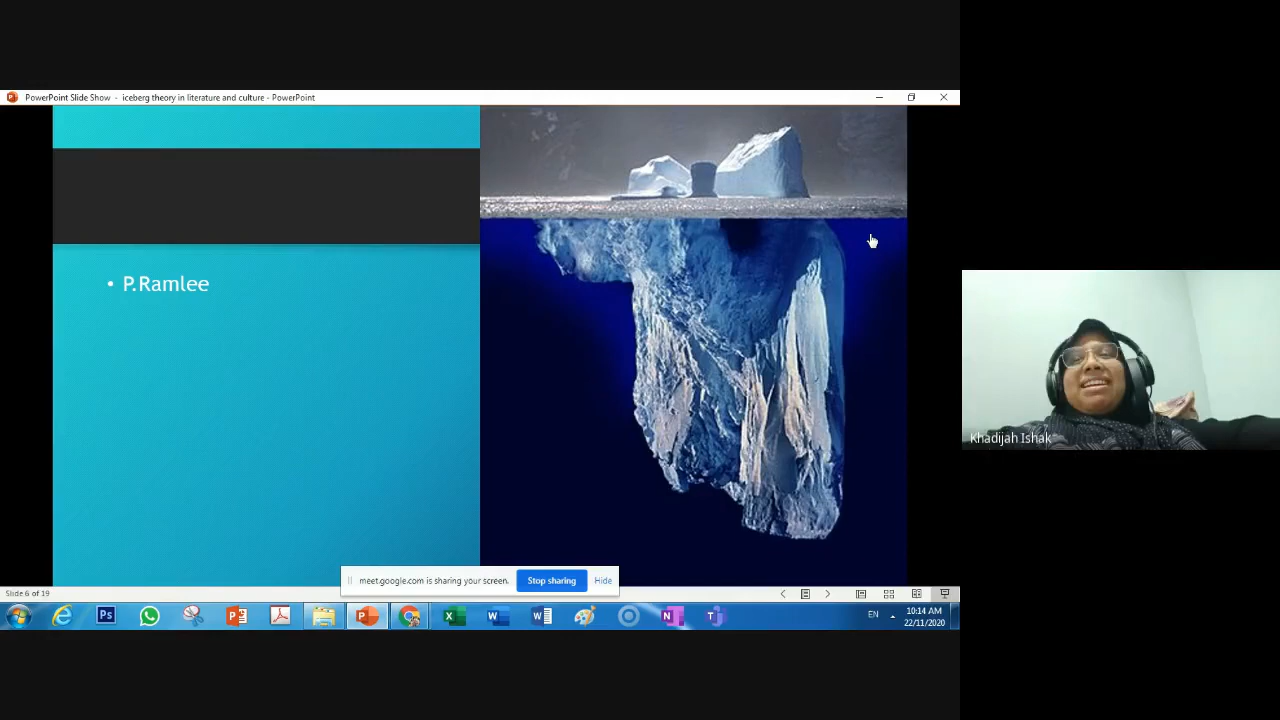 PowerPoint Slide Show - iceberg theory in literature and culture - PowerPoint
• P.Ramlee
Khadijah Ishak
meet.google.com is sharing your screen.
Stop sharing
Hide
Slide 6 of 19
Ps
EN
10:14 AM
22/11/2020